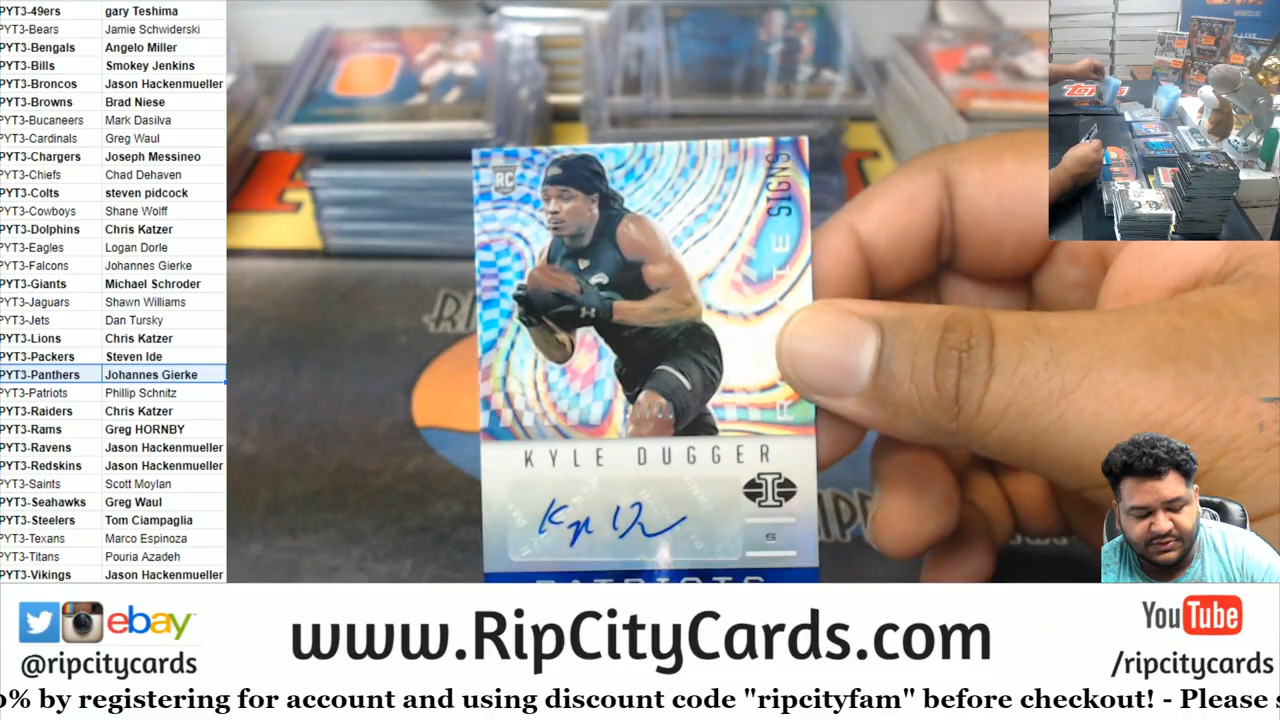 PYT3-49ers gary Teshima
PYT3-Bears Jamie Schwiderski
PYT3-Bengals Angelo Miller
PYT3-Bills Smokey Jenkins
PYT3-Broncos Jason Hackenmueller
PYT3-Browns Brad Niese
PYT3-Bucaneers Mark Dasilva
PYT3-Cardinals Greg Waul
PYT3-Chargers Joseph Messineo
PYT3-Chiefs Chad Dehaven
PYT3-Colts steven pidcock
PYT3-Cowboys Shane Wolff
PYT3-Dolphins Chris Katzer
PYT3-Eagles Logan Dorle
PYT3-Falcons Johannes Gierke
PYT3-Giants Michael Schroder
PYT3-Jaguars Shawn Williams
PYT3-Jets Dan Tursky
PYT3-Lions Chris Katzer
PYT3-Packers Steven Ide
PYT3-Panthers Johannes Gierke
PYT3-Patriots Phillip Schnitz
PYT3-Raiders Chris Katzer
PYT3-Rams Greg HORNBY
PYT3-Ravens Jason Hackenmueller
PYT3-Redskins Jason Hackenmueller
PYT3-Saints Scott Moylan
PYT3-Seahawks Greg Waul
PYT3-Steelers Tom Ciampaglia
PYT3-Texans Marco Espinoza
PYT3-Titans Pouria Azadeh
PYT3-Vikings Jason Hackenmueller
RC
SIGNS
KYLE DUGGER
I
S
PATRIOTS
ebay
@ripcitycards
www.RipCityCards.com
YouTube
/ripcitycards
% by registering for account and using discount code "ripcityfam" before checkout! - Please